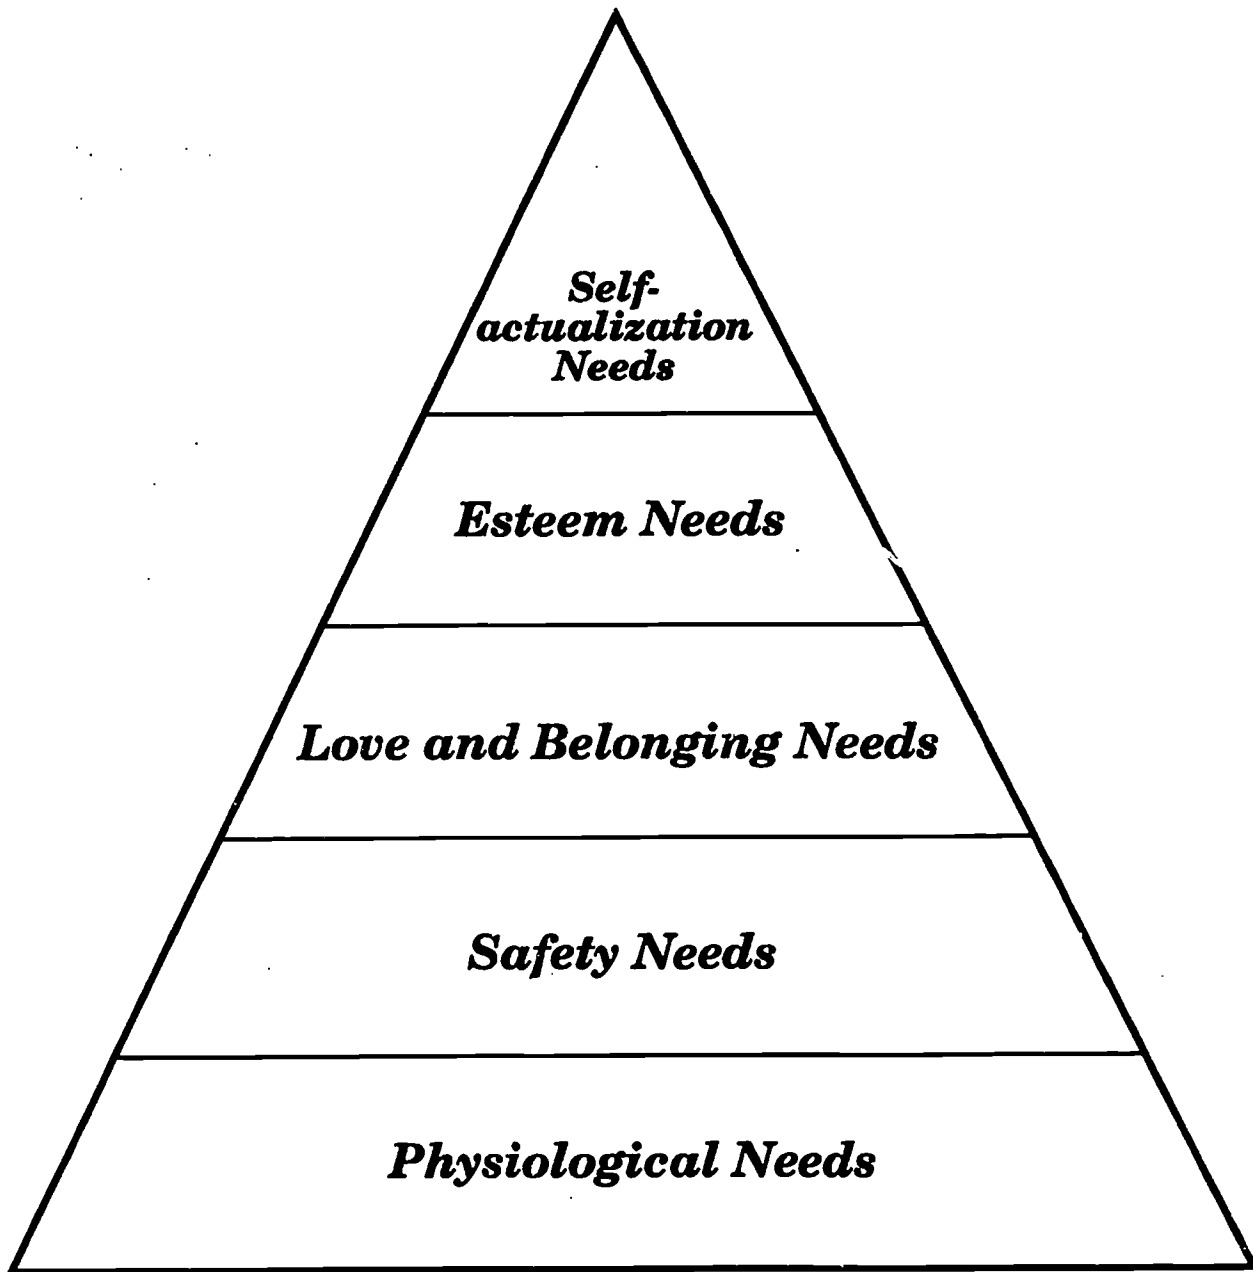 Self-
actualization
Needs
Esteem Needs
Love and Belonging Needs
Safety Needs
Physiological Needs